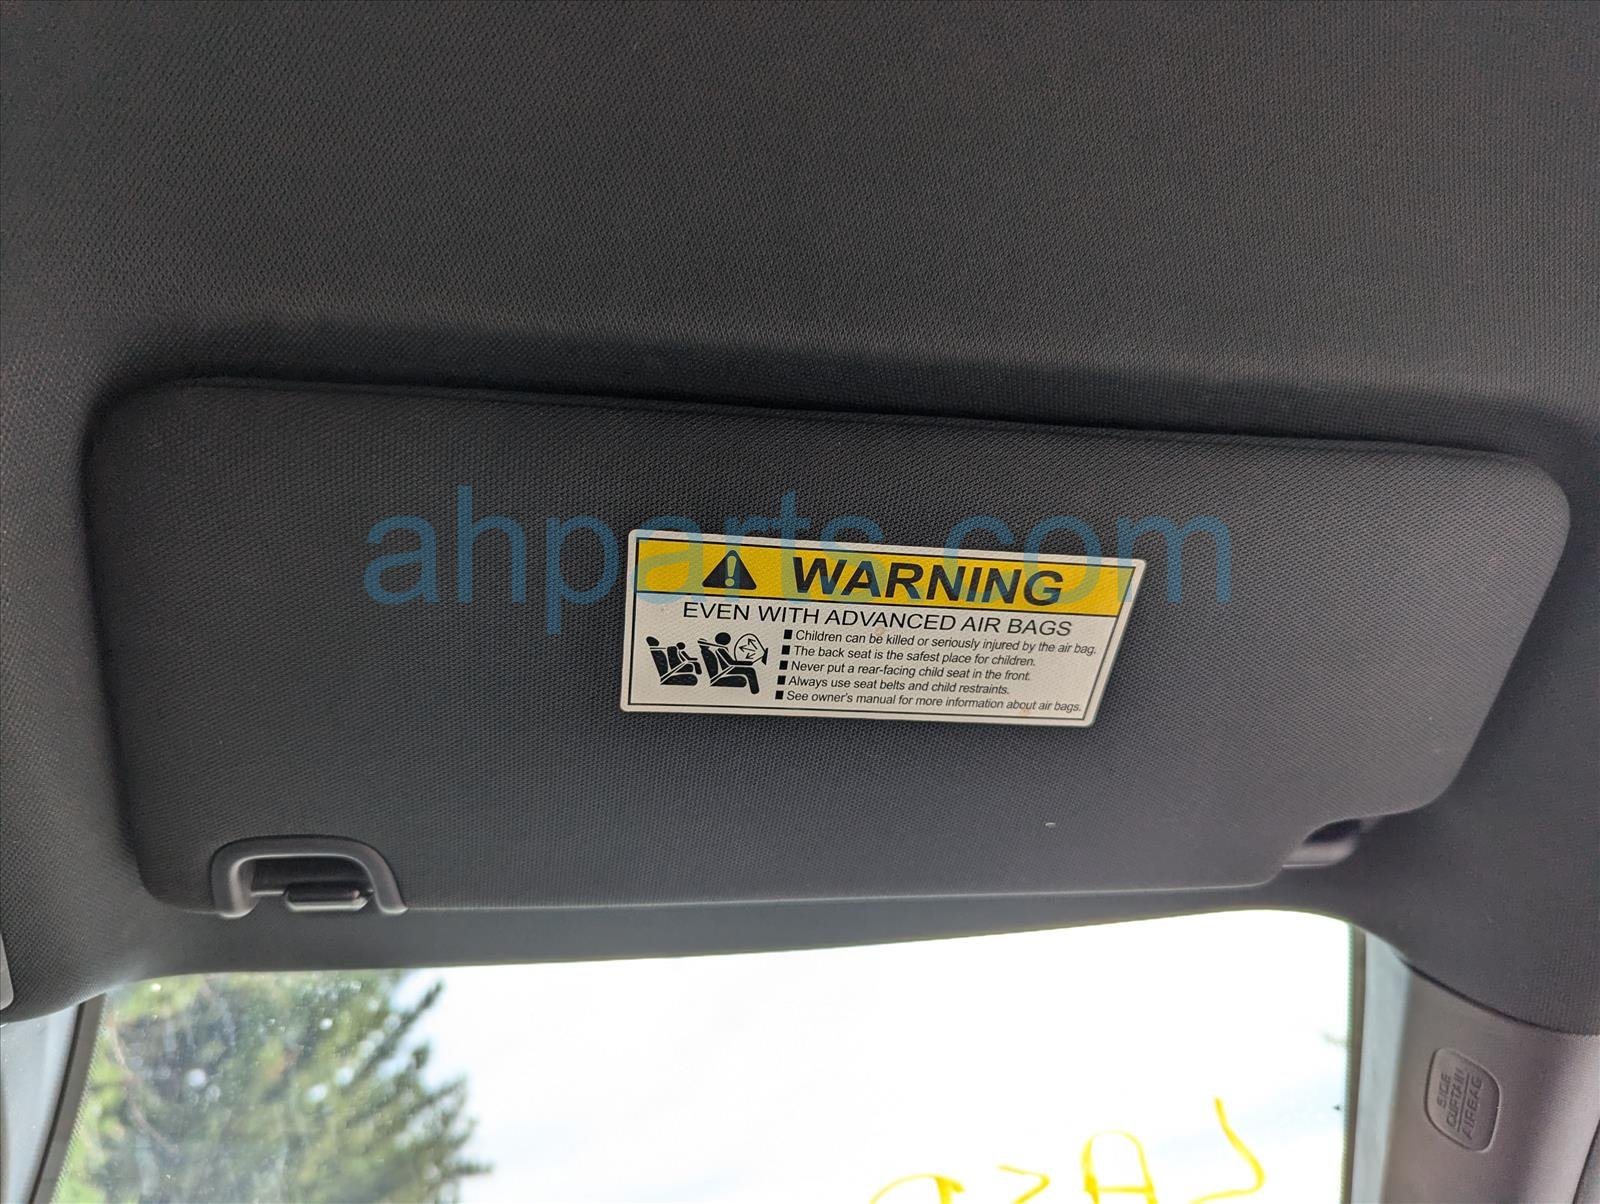 ahparts.com
WARNING
EVEN WITH ADVANCED AIR BAGS
■ Children can be killed or seriously injured by the air bag.
■ The back seat is the safest place for children.
■ Never put a rear-facing child seat in the front.
■ Always use seat belts and child restraints.
■ See owner's manual for more information about air bags.
SIDE
CURTAIN
AIRBAG